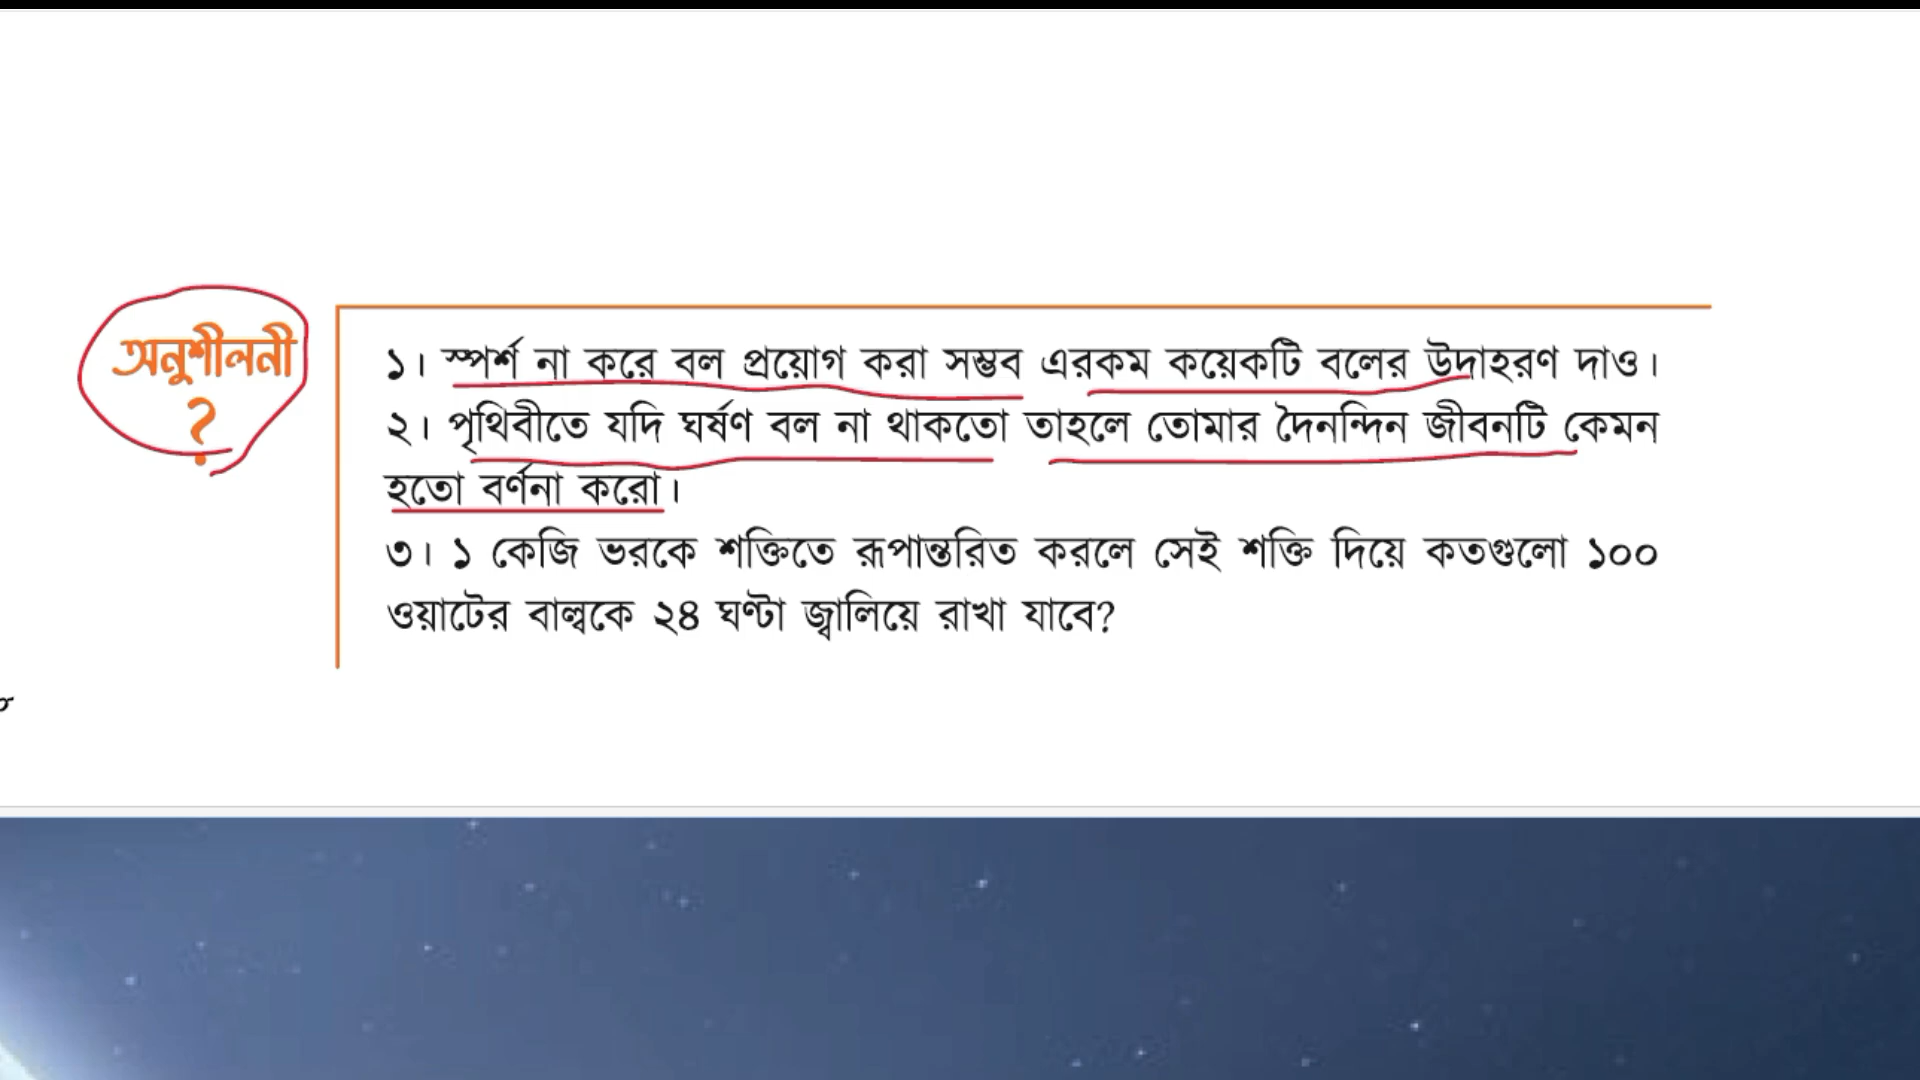 অনুশীলনী
?
১। স্পর্শ না করে বল প্রয়োগ করা সম্ভব এরকম কয়েকটি বলের উদাহরণ দাও।
২। পৃথিবীতে যদি ঘর্ষণ বল না থাকতো তাহলে তোমার দৈনন্দিন জীবনটি কেমন
হতো বর্ণনা করো।
৩। ১ কেজি ভরকে শক্তিতে রূপান্তরিত করলে সেই শক্তি দিয়ে কতগুলো ১০০
ওয়াটের বাল্বকে ২৪ ঘণ্টা জ্বালিয়ে রাখা যাবে?